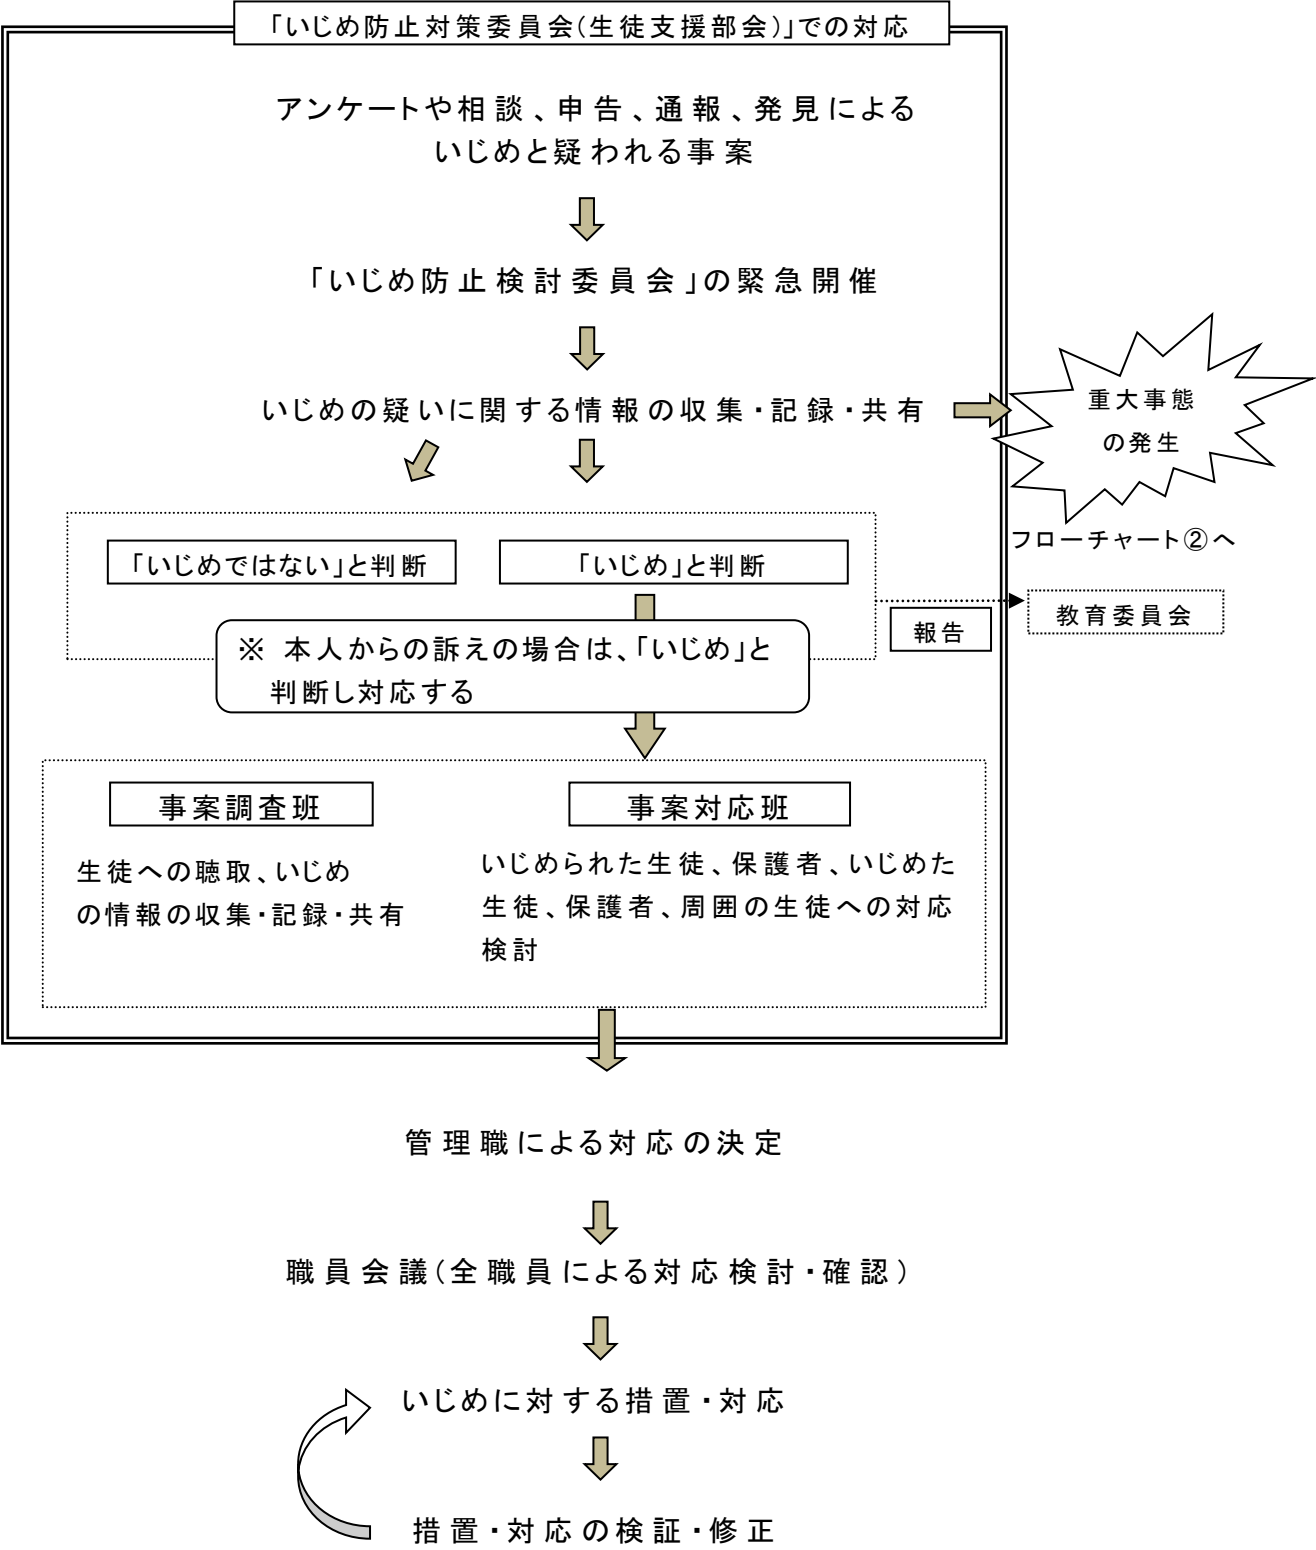 「いじめ防止対策委員会(生徒支援部会)」での対応
アンケートや相談、申告、通報、発見による
いじめと疑われる事案
「いじめ防止検討委員会」の緊急開催
いじめの疑いに関する情報の収集・記録・共有
重大事態
の発生
フローチャート②へ
「いじめではない」と判断
「いじめ」と判断
教育委員会
報告
※ 本人からの訴えの場合は、「いじめ」と
判断し対応する
事案調査班
生徒への聴取、いじめ
の情報の収集・記録・共有
事案対応班
いじめられた生徒、保護者、いじめた
生徒、保護者、周囲の生徒への対応
検討
管理職による対応の決定
職員会議(全職員による対応検討・確認)
いじめに対する措置・対応
措置・対応の検証・修正